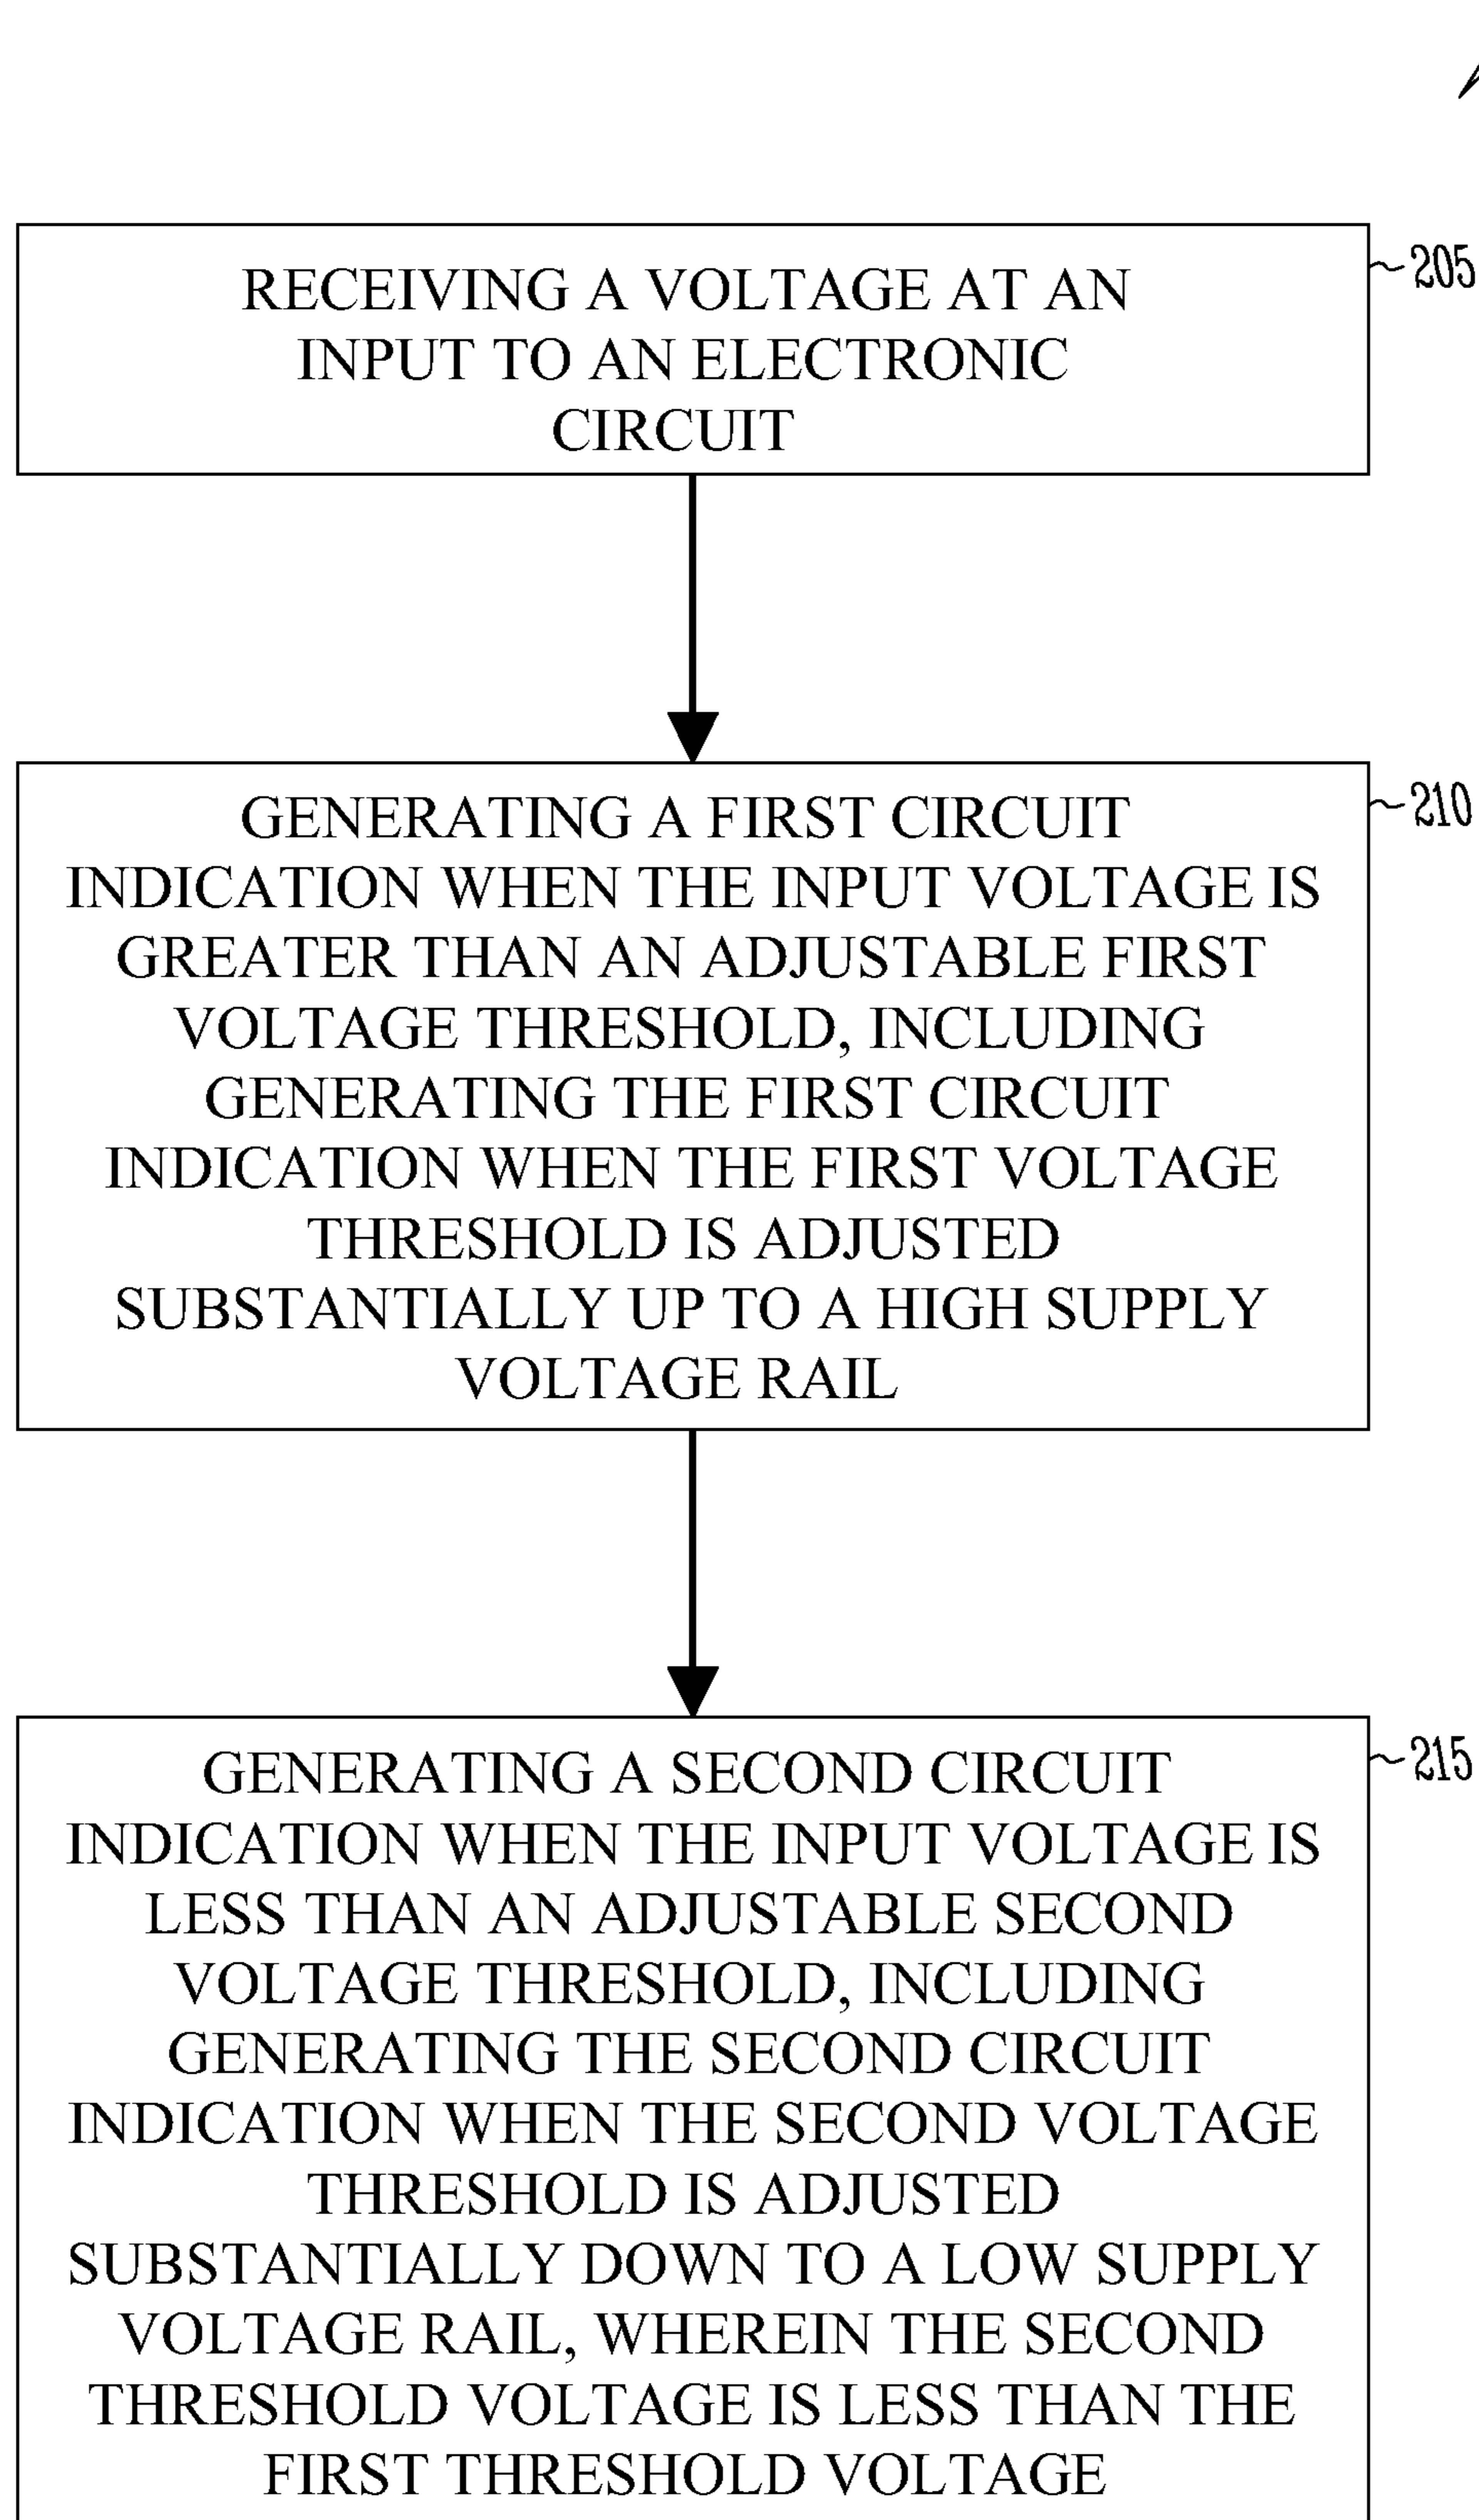 RECEIVING A VOLTAGE AT AN
INPUT TO AN ELECTRONIC
CIRCUIT
205
GENERATING A FIRST CIRCUIT
INDICATION WHEN THE INPUT VOLTAGE IS
GREATER THAN AN ADJUSTABLE FIRST
VOLTAGE THRESHOLD, INCLUDING
GENERATING THE FIRST CIRCUIT
INDICATION WHEN THE FIRST VOLTAGE
THRESHOLD IS ADJUSTED
SUBSTANTIALLY UP TO A HIGH SUPPLY
VOLTAGE RAIL
210
GENERATING A SECOND CIRCUIT
INDICATION WHEN THE INPUT VOLTAGE IS
LESS THAN AN ADJUSTABLE SECOND
VOLTAGE THRESHOLD, INCLUDING
GENERATING THE SECOND CIRCUIT
INDICATION WHEN THE SECOND VOLTAGE
THRESHOLD IS ADJUSTED
SUBSTANTIALLY DOWN TO A LOW SUPPLY
VOLTAGE RAIL, WHEREIN THE SECOND
THRESHOLD VOLTAGE IS LESS THAN THE
FIRST THRESHOLD VOLTAGE
215